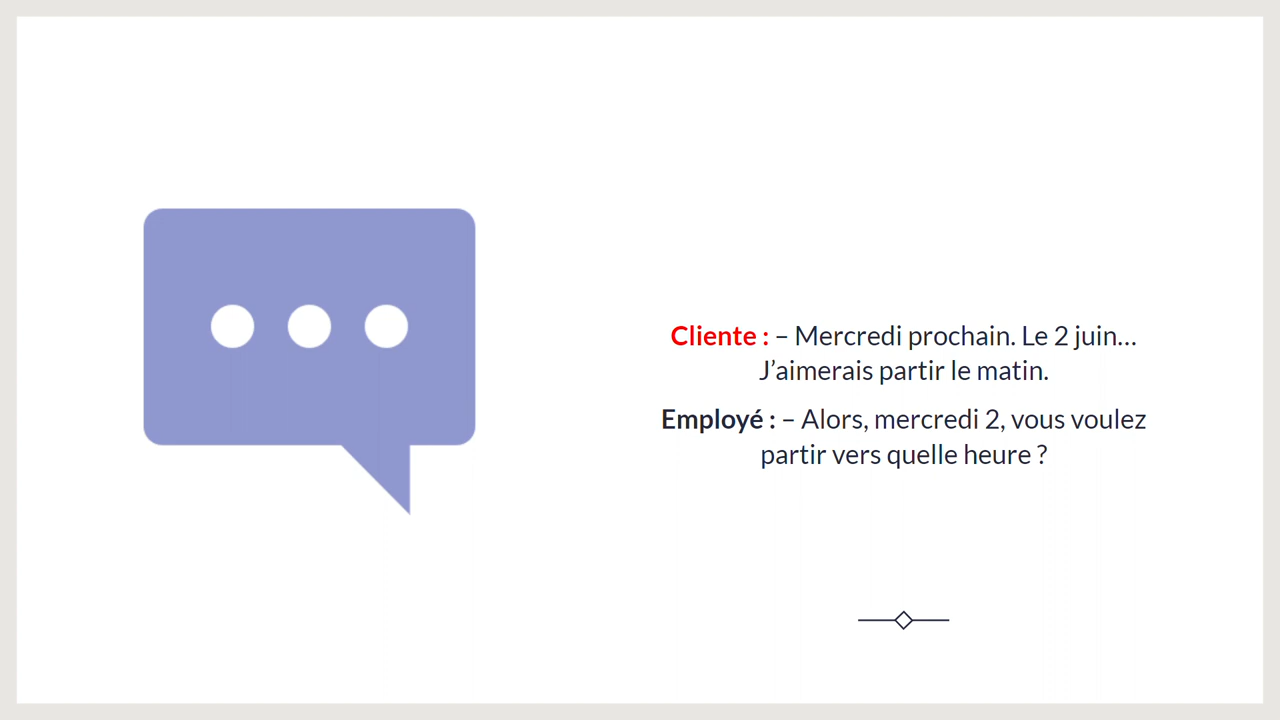 Cliente : – Mercredi prochain. Le 2 juin…
J’aimerais partir le matin.
Employé : – Alors, mercredi 2, vous voulez
partir vers quelle heure ?